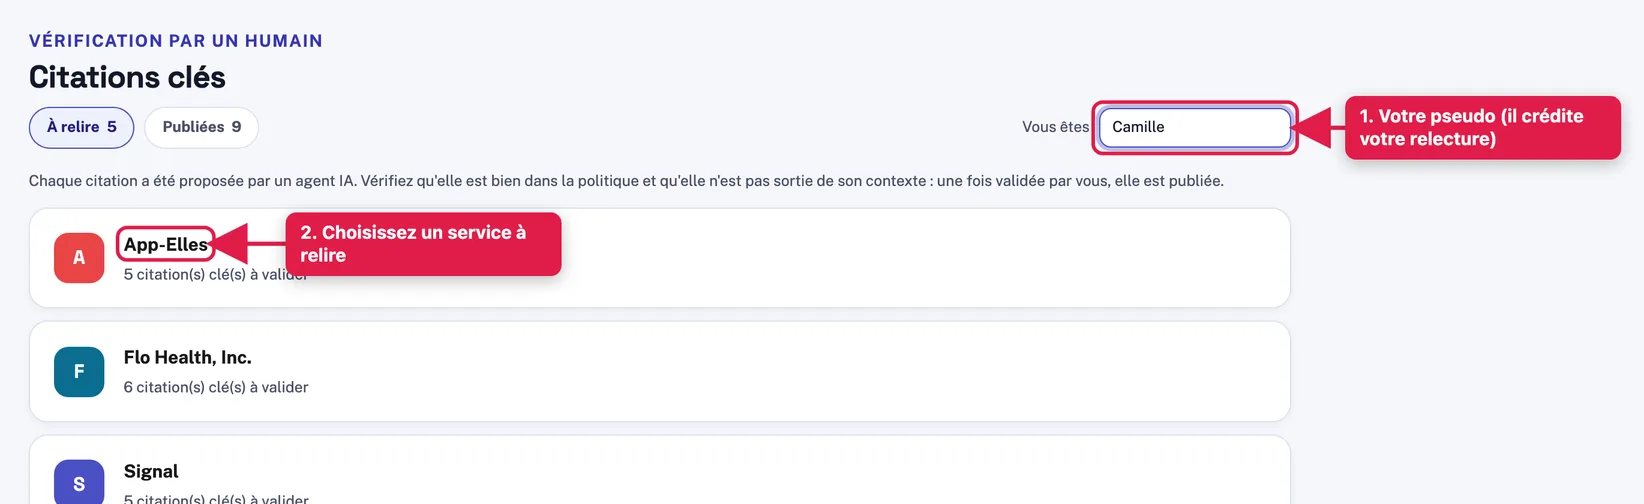 VÉRIFICATION PAR UN HUMAIN
Citations clés
À relire 5
Publiées 9
Vous êtes
Camille
1. Votre pseudo (il crédite
votre relecture)
Chaque citation a été proposée par un agent IA. Vérifiez qu'elle est bien dans la politique et qu'elle n'est pas sortie de son contexte : une fois validée par vous, elle est publiée.
A
App-Elles
2. Choisissez un service à
relire
5 citation(s) clé(s) à valider
F
Flo Health, Inc.
6 citation(s) clé(s) à valider
S
Signal
5 citation(s) clé(s) à valider